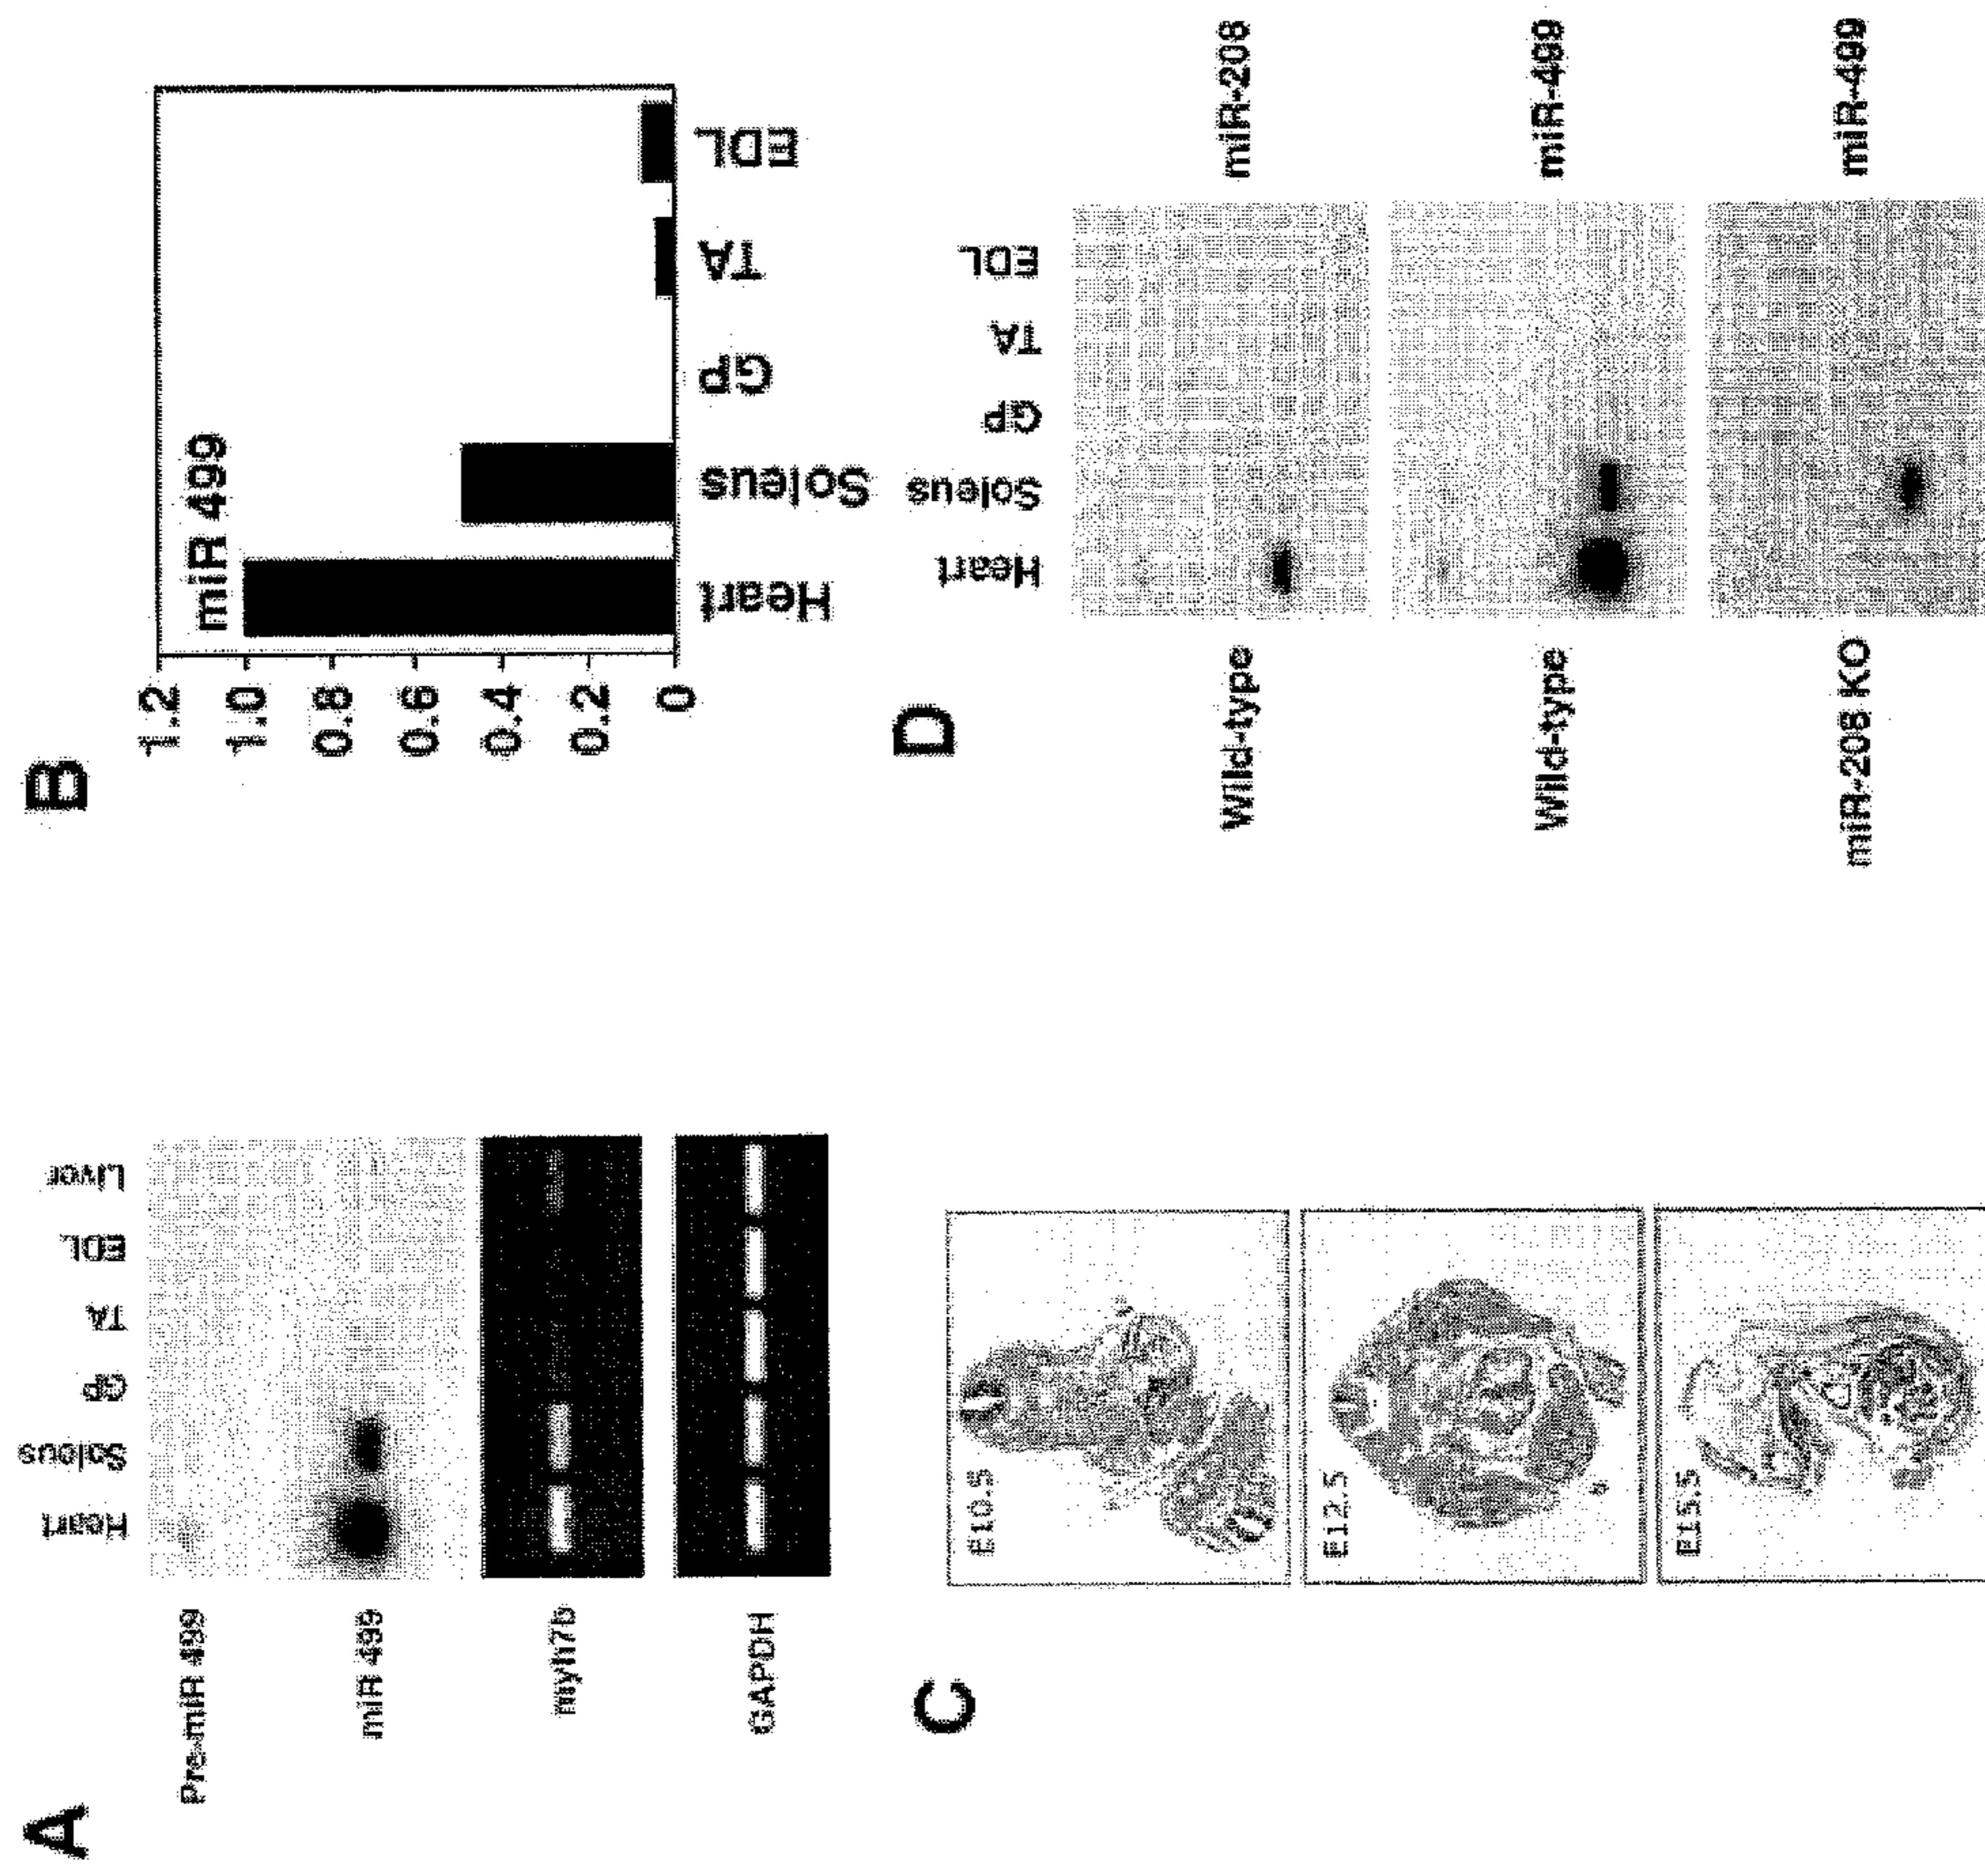 A
Heart
Soleus
GP
TA
EDL
Liver
Pre-miR 499
miR 499
myh7b
GAPDH
B
miR 499
1.2
1.0
0.8
0.6
0.4
0.2
0
Heart
Soleus
GP
TA
EDL
C
E10.5
E12.5
E15.5
D
Heart
Soleus
GP
TA
EDL
Wild-type miR-208
Wild-type miR-499
miR-208 KO miR-499